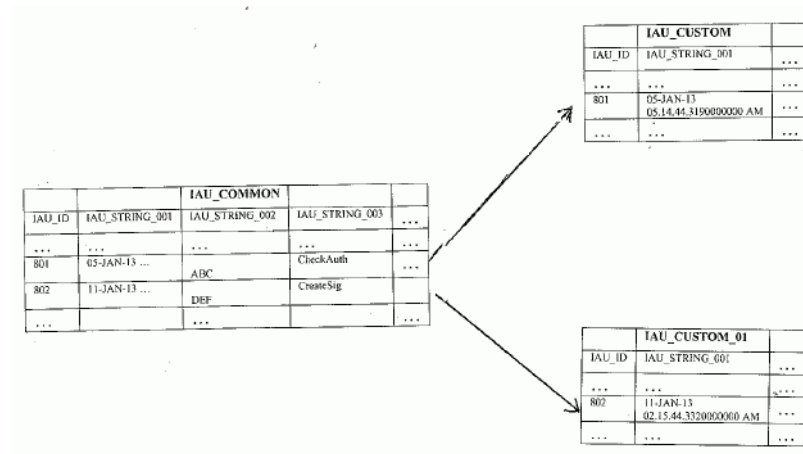 IAU_CUSTOM
IAU_ID IAU_STRING_001 ...
... ... ...
801 05-JAN-13 ...
05.14.44.3190000000 AM
... ... ...
IAU_COMMON
IAU_ID IAU_STRING_001 IAU_STRING_002 IAU_STRING_003 ...
... ... ... ... ...
801 05-JAN-13 ... ABC CheckAuth ...
802 11-JAN-13 ... DEF CreateSig
... ... ...
IAU_CUSTOM_01
IAU_ID IAU_STRING_001 ...
... ... ...
802 11-JAN-13 ...
02.15.44.3320000000 AM
... ... ...